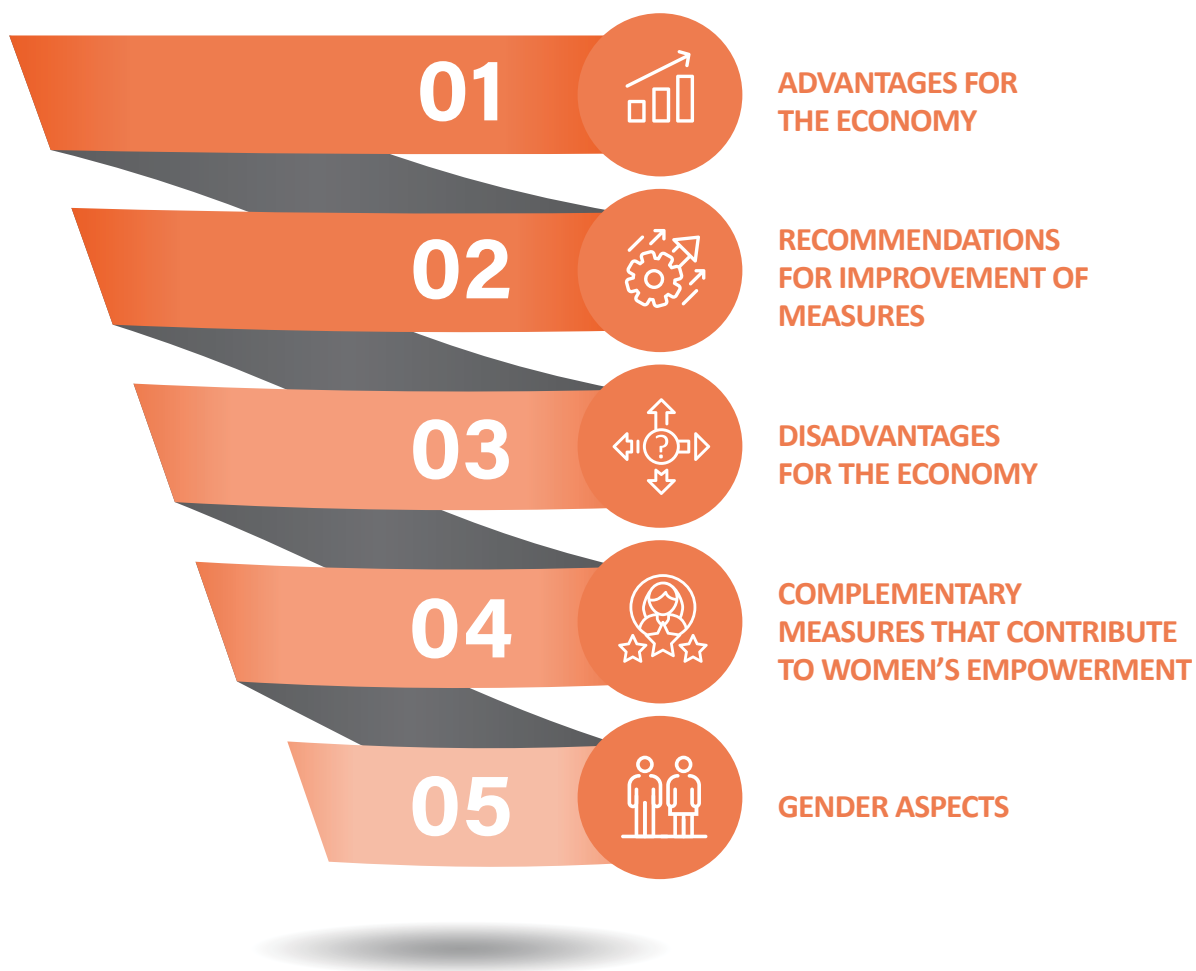 01
ADVANTAGES FOR
THE ECONOMY
02
RECOMMENDATIONS
FOR IMPROVEMENT OF
MEASURES
03
?
DISADVANTAGES
FOR THE ECONOMY
04
COMPLEMENTARY
MEASURES THAT CONTRIBUTE
TO WOMEN’S EMPOWERMENT
05
GENDER ASPECTS